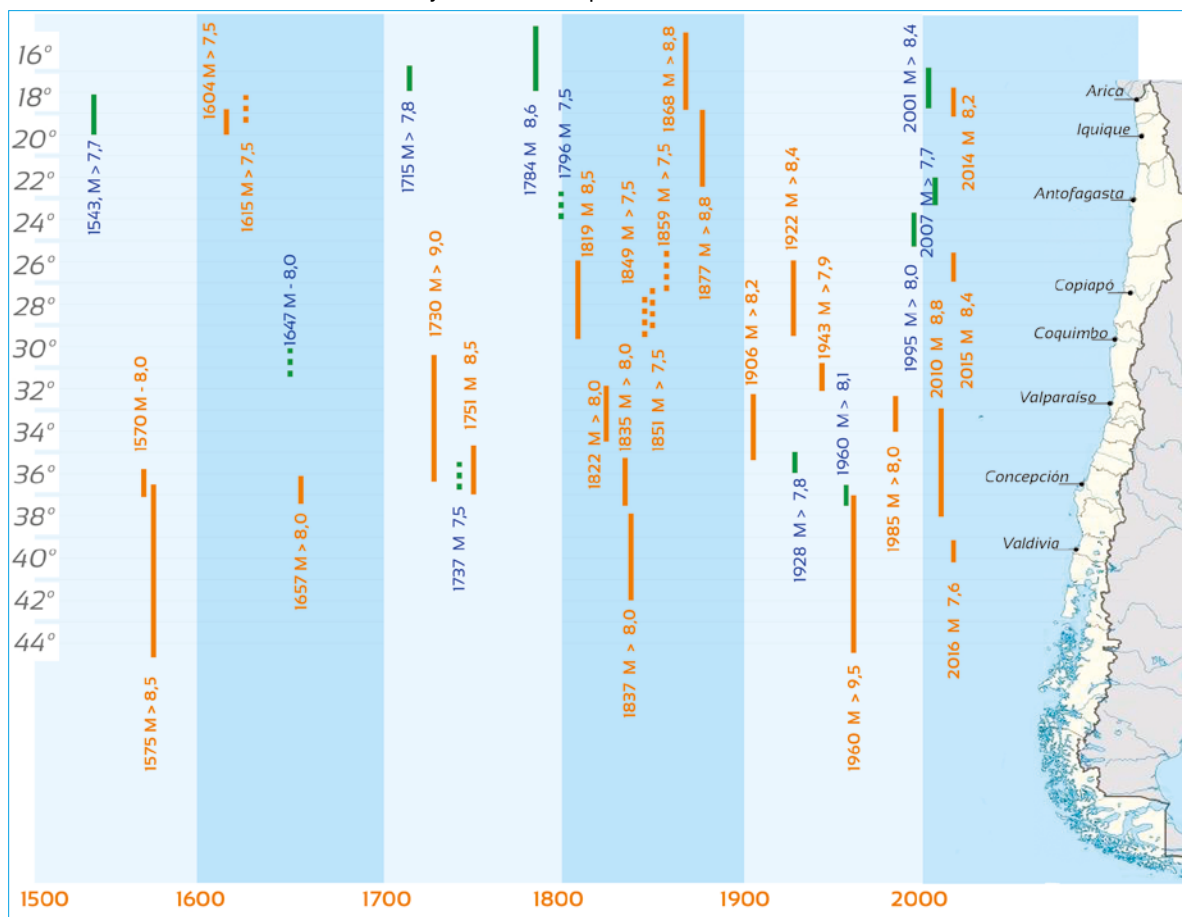 16°
18°
20°
22°
24°
26°
28°
30°
32°
34°
36°
38°
40°
42°
44°
1543, M > 7,7
1570 M - 8,0
1575 M > 8,5
1604 M > 7,5
1615 M > 7,5
1647 M - 8,0
1657 M > 8,0
1715 M > 7,8
1730 M > 9,0
1737 M 7,5
1751 M 8,5
1784 M 8,6
1796 M 7,5
1819 M 8,5
1822 M > 8,0
1835 M > 8,0
1837 M > 8,0
1849 M > 7,5
1851 M > 7,5
1859 M > 7,5
1868 M > 8,8
1877 M > 8,8
1906 M > 8,2
1922 M > 8,4
1928 M > 7,8
1943 M > 7,9
1960 M > 8,1
1960 M > 9,5
1985 M > 8,0
1995 M > 8,0
2001 M > 8,4
2007 M > 7,7
2010 M 8,8
2014 M 8,2
2015 M 8,4
2016 M 7,6
Arica
Iquique
Antofagasta
Copiapó
Coquimbo
Valparaíso
Concepción
Valdivia
1500
1600
1700
1800
1900
2000